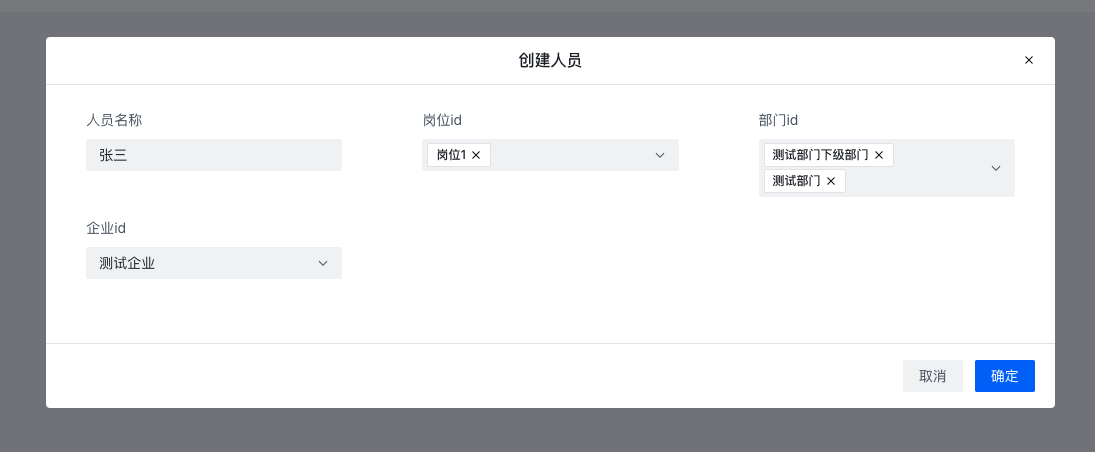 创建人员
人员名称
张三
岗位id
岗位1
部门id
测试部门下级部门
测试部门
企业id
测试企业
取消
确定